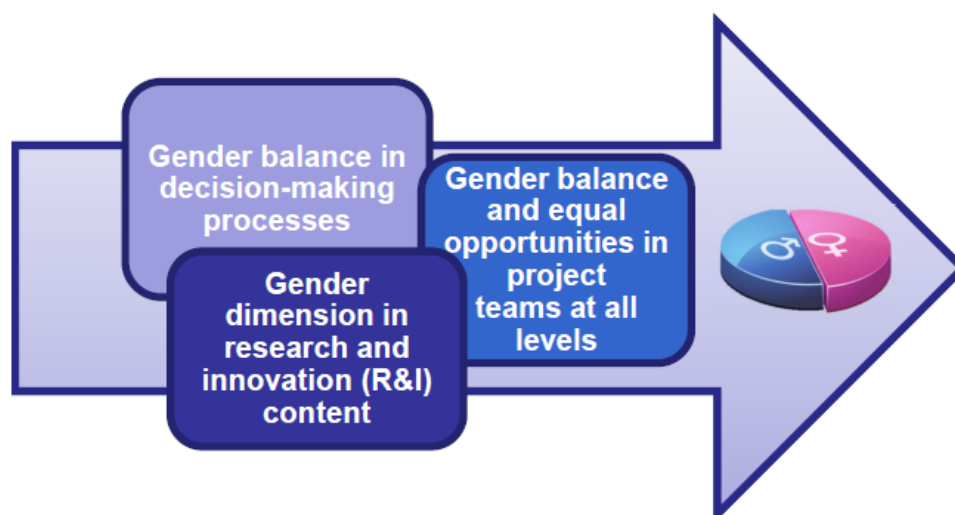 Gender balance in
decision-making
processes
Gender balance
and equal
opportunities in
project
teams at all
levels
Gender
dimension in
research and
innovation (R&I)
content